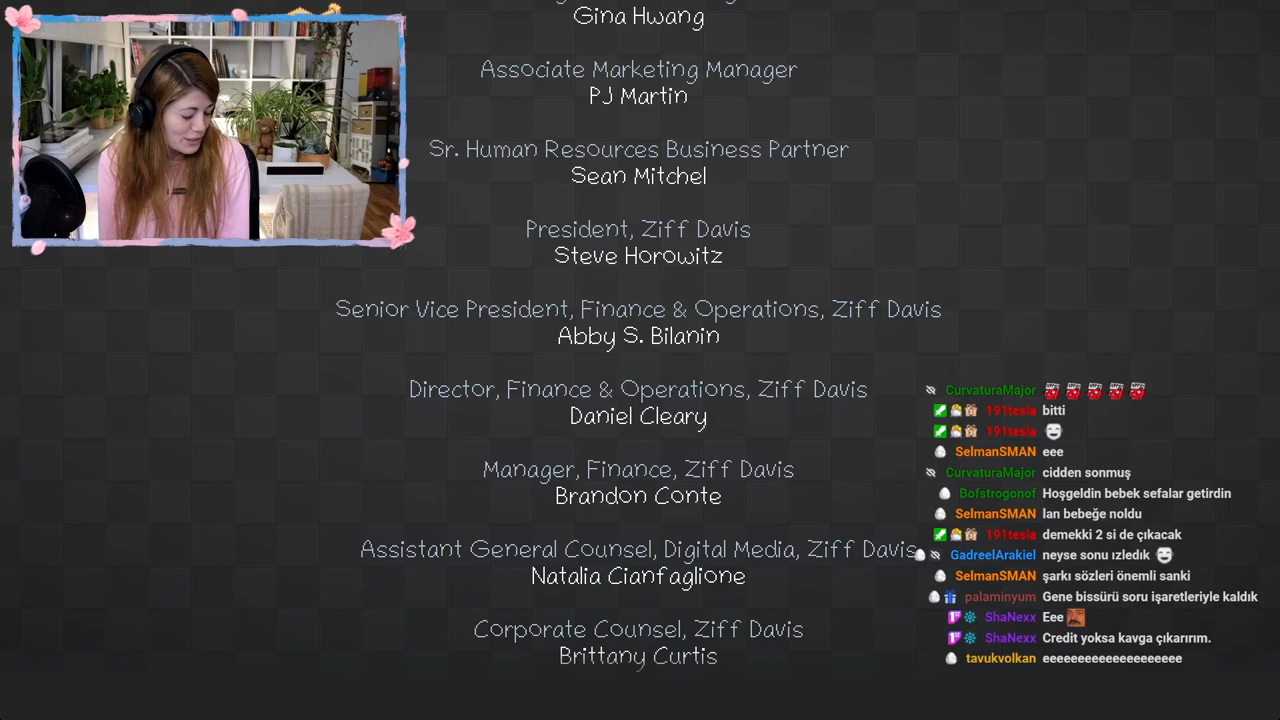 Gina Hwang
Associate Marketing Manager
PJ Martin
Sr. Human Resources Business Partner
Sean Mitchel
President, Ziff Davis
Steve Horowitz
Senior Vice President, Finance & Operations, Ziff Davis
Abby S. Bilanin
Director, Finance & Operations, Ziff Davis
Daniel Cleary
Manager, Finance, Ziff Davis
Brandon Conte
Assistant General Counsel, Digital Media, Ziff Davis
Natalia Cianfaglione
Corporate Counsel, Ziff Davis
Brittany Curtis
CurvaturaMajor
191tesla bitti
191tesla
SelmanSMAN eee
CurvaturaMajor cidden sonmuş
Bofstrogonof Hoşgeldin bebek sefalar getirdin
SelmanSMAN lan bebeğe noldu
191tesla demekki 2 si de çıkacak
GadreelArakiel neyse sonu ızledık
SelmanSMAN şarkı sözleri önemli sanki
palaminyum Gene bissürü soru işaretleriyle kaldık
ShaNexx Eee
ShaNexx Credit yoksa kavga çıkarırım.
tavukvolkan eeeeeeeeeeeeeeeeeeee